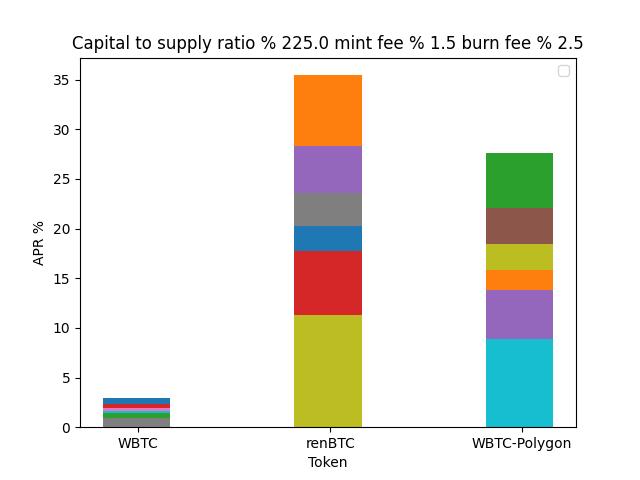 Capital to supply ratio % 225.0 mint fee % 1.5 burn fee % 2.5
35
30
25
20
15
10
5
0
APR %
WBTC renBTC WBTC-Polygon
Token